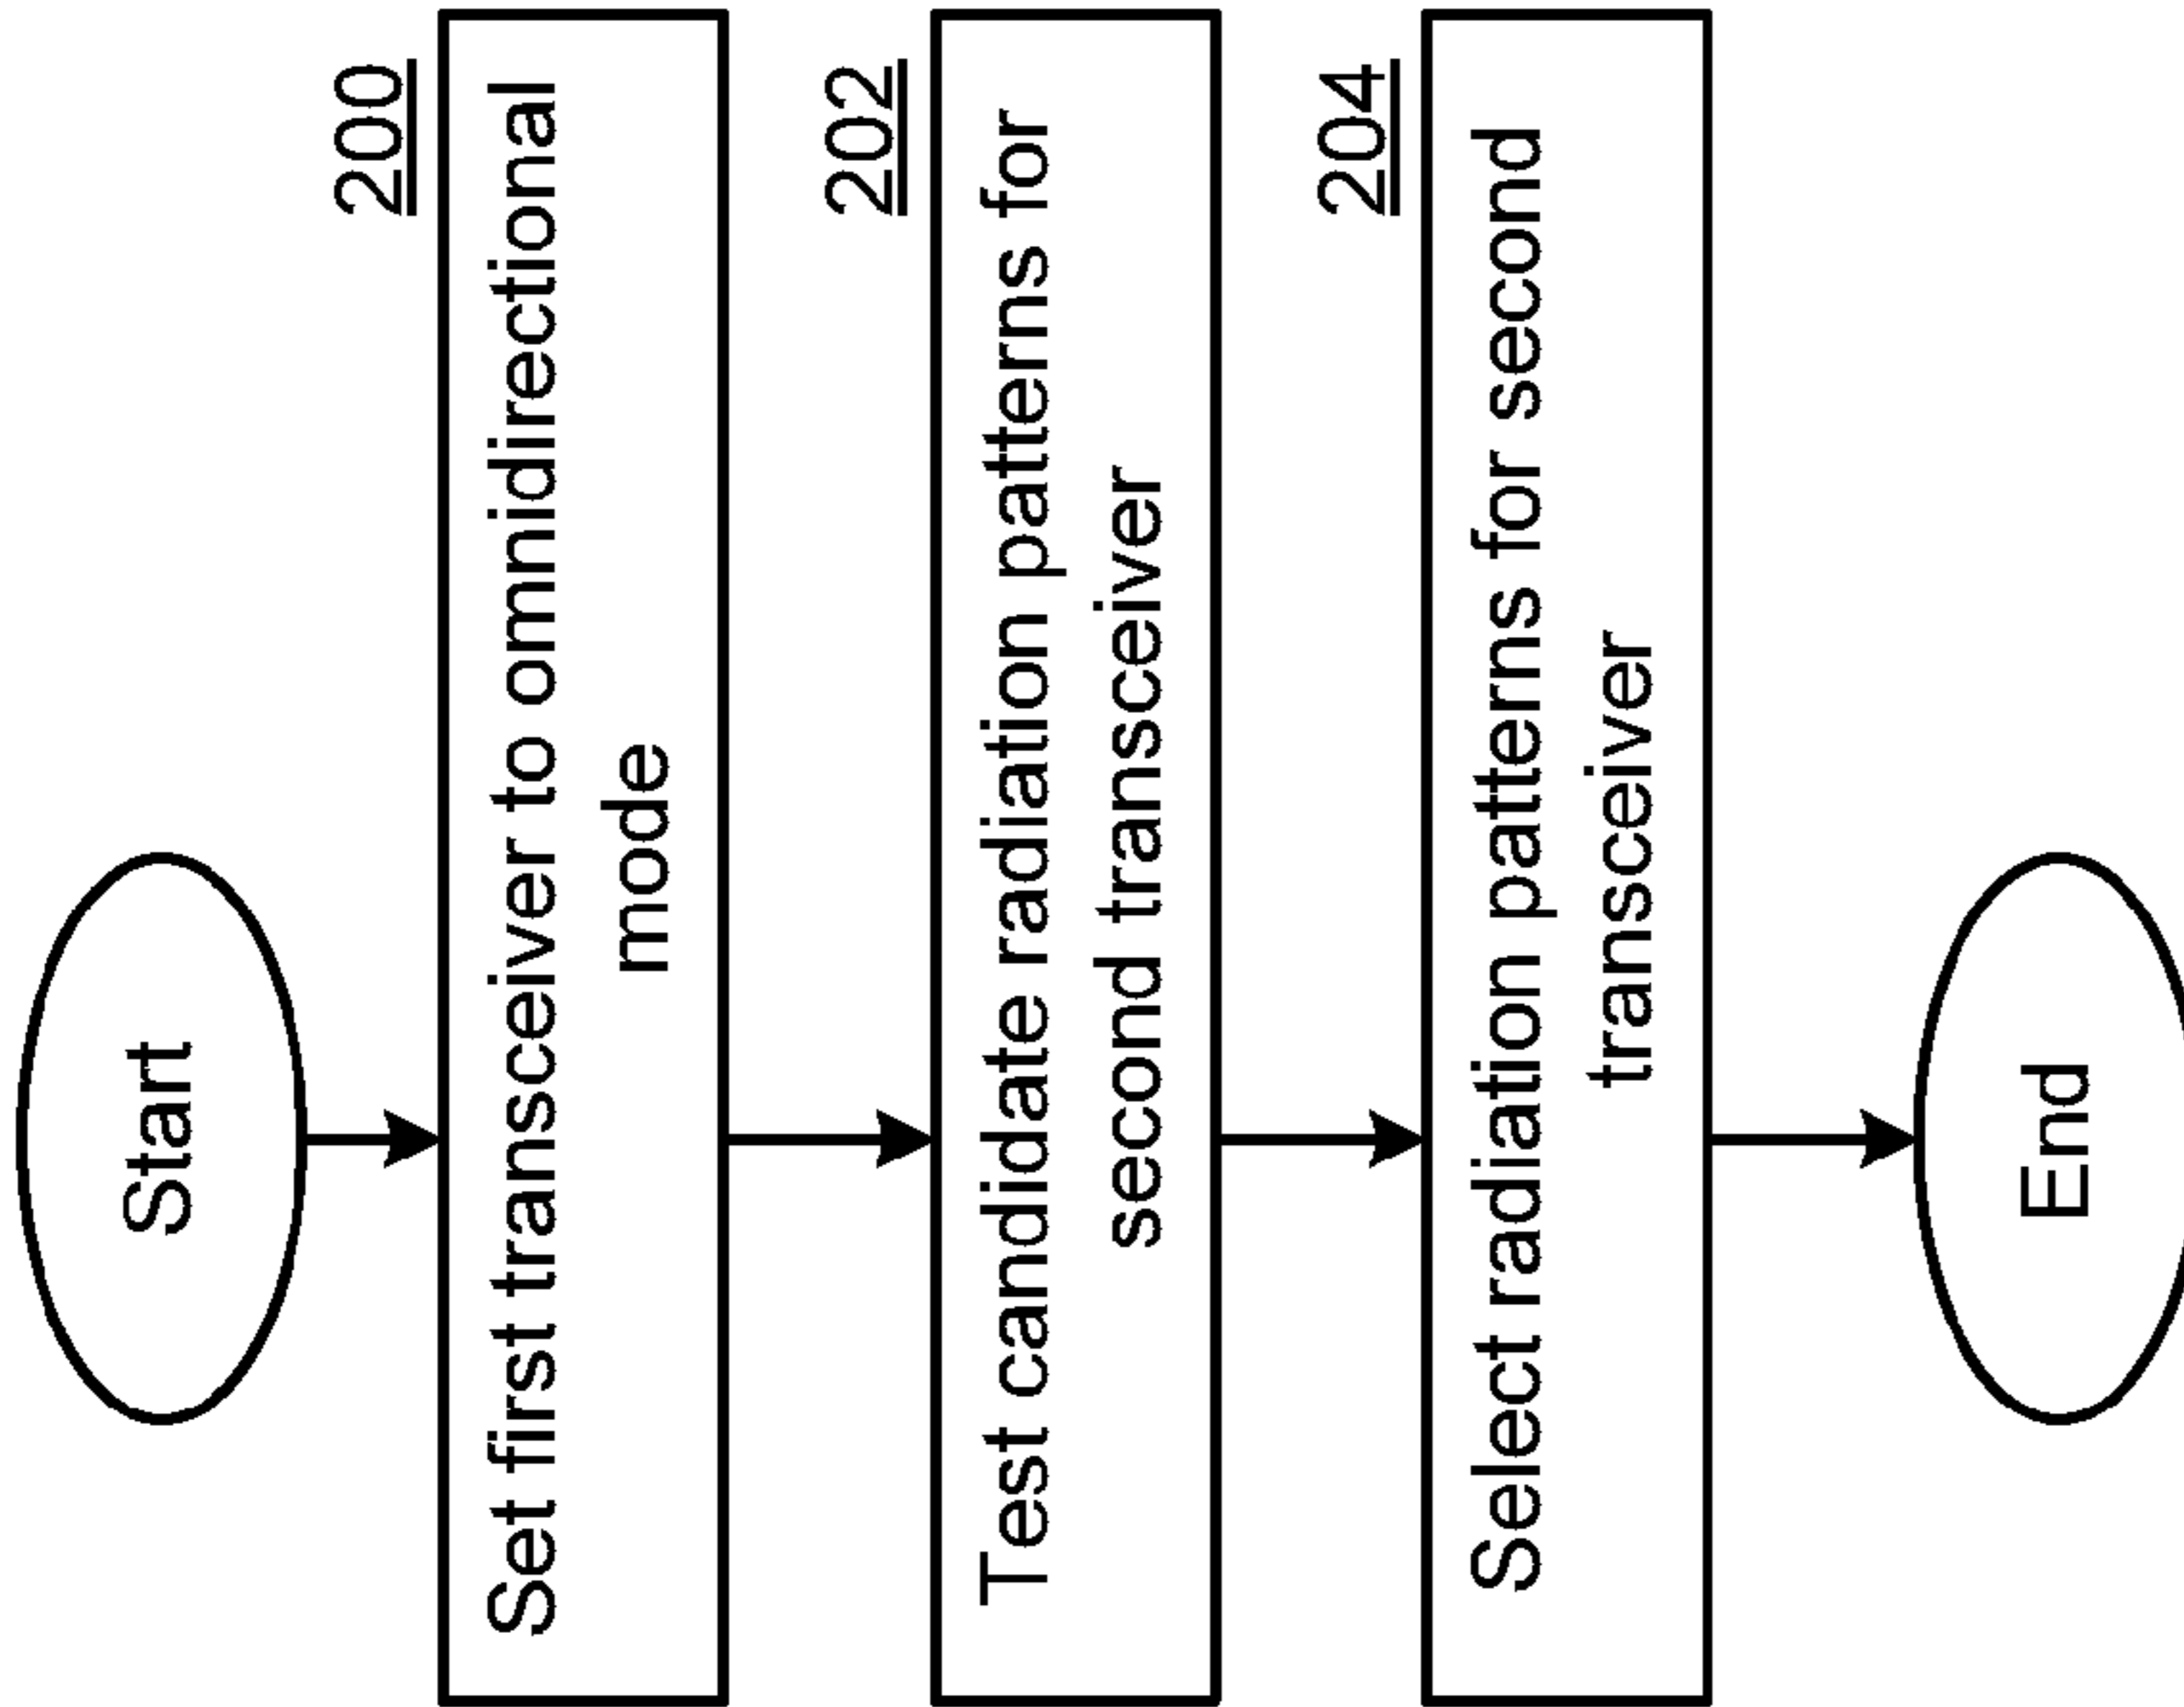 Start
200
Set first transceiver to omnidirectional
mode
202
Test candidate radiation patterns for
second transceiver
204
Select radiation patterns for second
transceiver
End